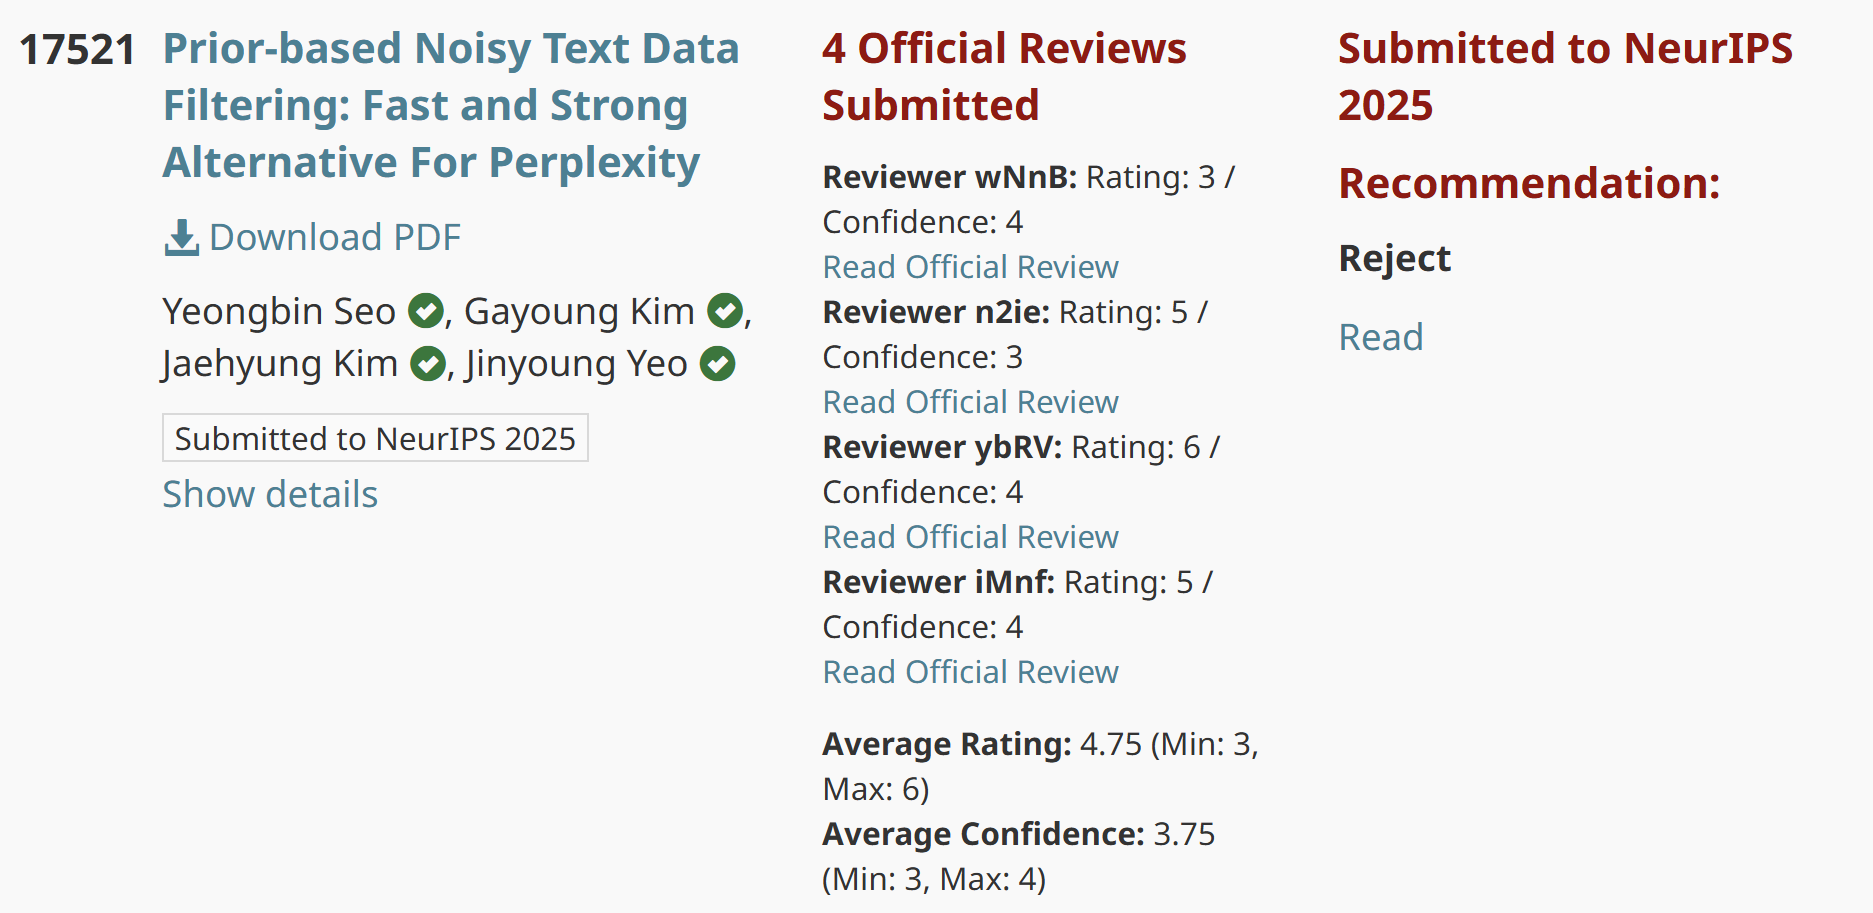 17521
Prior-based Noisy Text Data
Filtering: Fast and Strong
Alternative For Perplexity
Download PDF
Yeongbin Seo , Gayoung Kim ,
Jaehyung Kim , Jinyoung Yeo
Submitted to NeurIPS 2025
Show details
4 Official Reviews
Submitted
Reviewer wNnB: Rating: 3 /
Confidence: 4
Read Official Review
Reviewer n2ie: Rating: 5 /
Confidence: 3
Read Official Review
Reviewer ybRV: Rating: 6 /
Confidence: 4
Read Official Review
Reviewer iMnf: Rating: 5 /
Confidence: 4
Read Official Review
Average Rating: 4.75 (Min: 3,
Max: 6)
Average Confidence: 3.75
(Min: 3, Max: 4)
Submitted to NeurIPS
2025
Recommendation:
Reject
Read